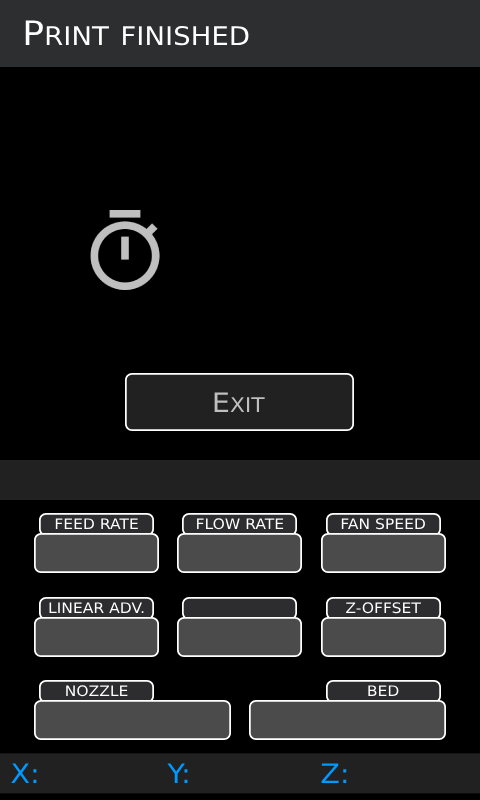 PRINT FINISHED
EXIT
FEED RATE FLOW RATE FAN SPEED
LINEAR ADV. Z-OFFSET
NOZZLE BED
X: Y: Z: